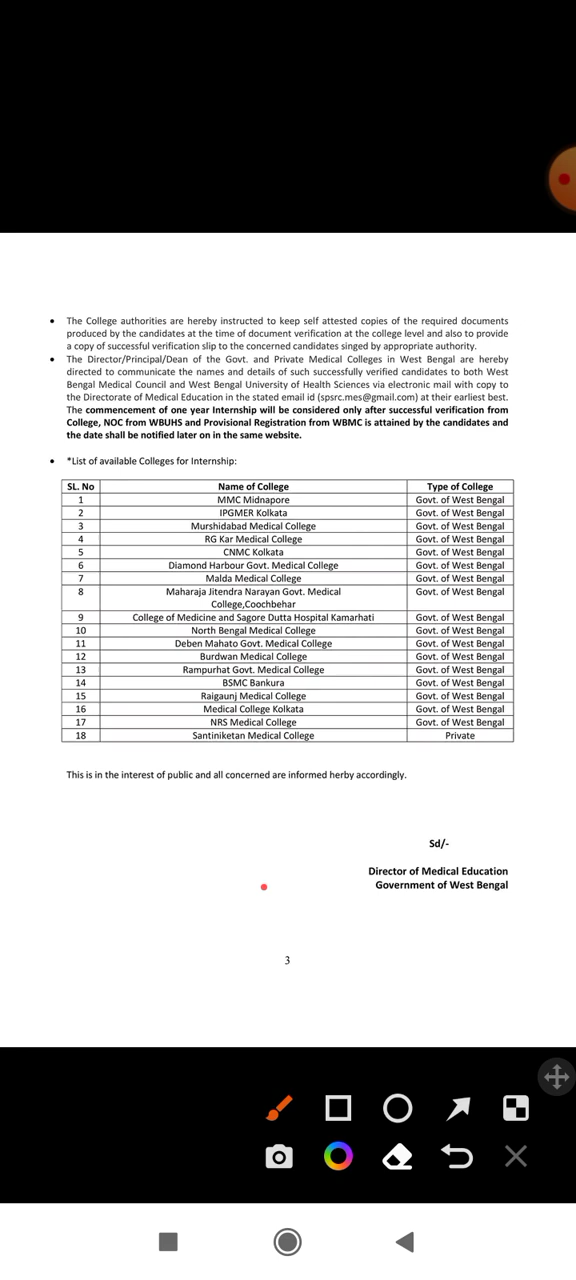 • The College authorities are hereby instructed to keep self attested copies of the required documents
produced by the candidates at the time of document verification at the college level and also to provide
a copy of successful verification slip to the concerned candidates singed by appropriate authority.
• The Director/Principal/Dean of the Govt. and Private Medical Colleges in West Bengal are hereby
directed to communicate the names and details of such successfully verified candidates to both West
Bengal Medical Council and West Bengal University of Health Sciences via electronic mail with copy to
the Directorate of Medical Education in the stated email id (spsrc.mes@gmail.com) at their earliest best.
The commencement of one year Internship will be considered only after successful verification from
College, NOC from WBUHS and Provisional Registration from WBMC is attained by the candidates and
the date shall be notified later on in the same website.
• *List of available Colleges for Internship:
SL. No Name of College Type of College
1 MMC Midnapore Govt. of West Bengal
2 IPGMER Kolkata Govt. of West Bengal
3 Murshidabad Medical College Govt. of West Bengal
4 RG Kar Medical College Govt. of West Bengal
5 CNMC Kolkata Govt. of West Bengal
6 Diamond Harbour Govt. Medical College Govt. of West Bengal
7 Malda Medical College Govt. of West Bengal
8 Maharaja Jitendra Narayan Govt. Medical Govt. of West Bengal
College,Coochbehar
9 College of Medicine and Sagore Dutta Hospital Kamarhati Govt. of West Bengal
10 North Bengal Medical College Govt. of West Bengal
11 Deben Mahato Govt. Medical College Govt. of West Bengal
12 Burdwan Medical College Govt. of West Bengal
13 Rampurhat Govt. Medical College Govt. of West Bengal
14 BSMC Bankura Govt. of West Bengal
15 Raigaunj Medical College Govt. of West Bengal
16 Medical College Kolkata Govt. of West Bengal
17 NRS Medical College Govt. of West Bengal
18 Santiniketan Medical College Private
This is in the interest of public and all concerned are informed herby accordingly.
Sd/-
Director of Medical Education
Government of West Bengal
3